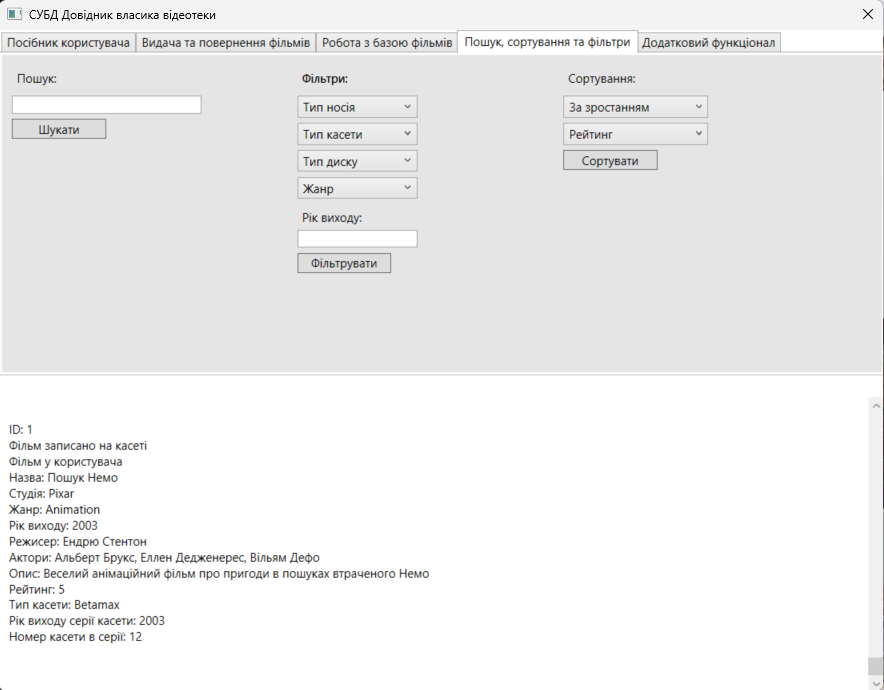 СУБД Довідник власика відеотеки
Посібник користувача
Видача та повернення фільмів
Робота з базою фільмів
Пошук, сортування та фільтри
Додатковий функціонал
Пошук:
Шукати
Фільтри:
Тип носія
Тип касети
Тип диску
Жанр
Рік виходу:
Фільтрувати
Сортування:
За зростанням
Рейтинг
Сортувати
ID: 1
Фільм записано на касеті
Фільм у користувача
Назва: Пошук Немо
Студія: Pixar
Жанр: Animation
Рік виходу: 2003
Режисер: Ендрю Стентон
Актори: Альберт Брукс, Еллен Дедженерес, Вільям Дефо
Опис: Веселий анімаційний фільм про пригоди в пошуках втраченого Немо
Рейтинг: 5
Тип касети: Betamax
Рік виходу серії касети: 2003
Номер касети в серії: 12